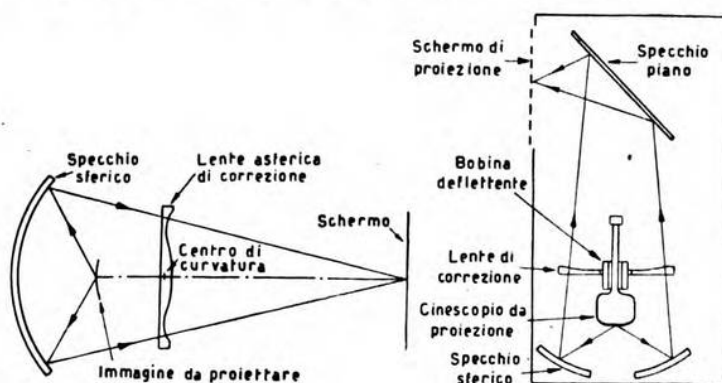 Specchio
sferico
Lente asferica
di correzione
Schermo
Centro di
curvatura
Immagine da proiettare
Schermo di
proiezione
Specchio
piano
Bobina
deflettente
Lente di
correzione
Cinescopio da
proiezione
Specchio
sferico